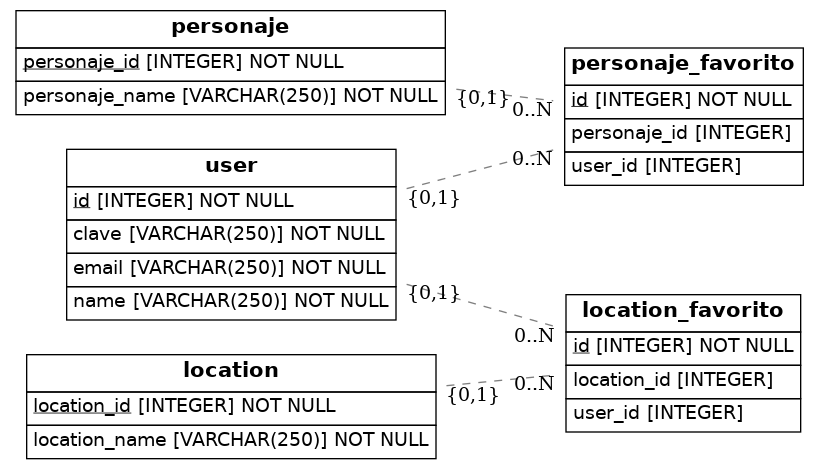 personaje
personaje_id [INTEGER] NOT NULL
personaje_name [VARCHAR(250)] NOT NULL
{0,1}
0..N
personaje_favorito
id [INTEGER] NOT NULL
personaje_id [INTEGER]
user_id [INTEGER]
user
id [INTEGER] NOT NULL
clave [VARCHAR(250)] NOT NULL
email [VARCHAR(250)] NOT NULL
name [VARCHAR(250)] NOT NULL
0..N
{0,1}
{0,1}
0..N
location_favorito
id [INTEGER] NOT NULL
location_id [INTEGER]
user_id [INTEGER]
location
location_id [INTEGER] NOT NULL
location_name [VARCHAR(250)] NOT NULL
0..N
{0,1}